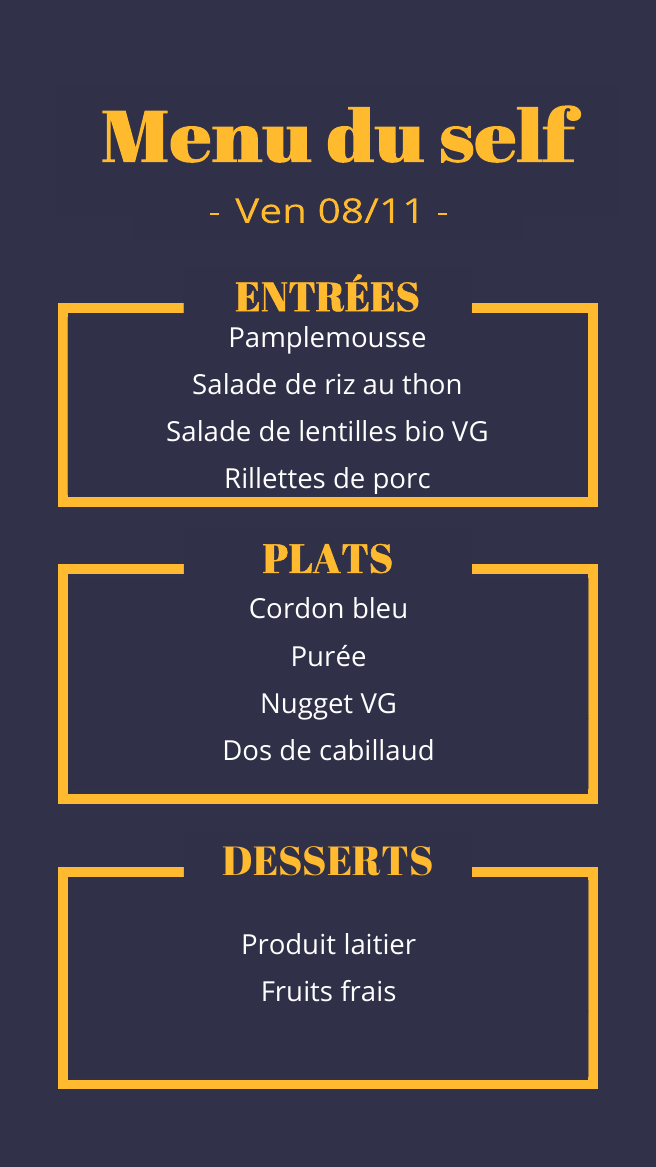 Menu du self
- Ven 08/11 -
ENTRÉES
Pamplemousse
Salade de riz au thon
Salade de lentilles bio VG
Rillettes de porc
PLATS
Cordon bleu
Purée
Nugget VG
Dos de cabillaud
DESSERTS
Produit laitier
Fruits frais